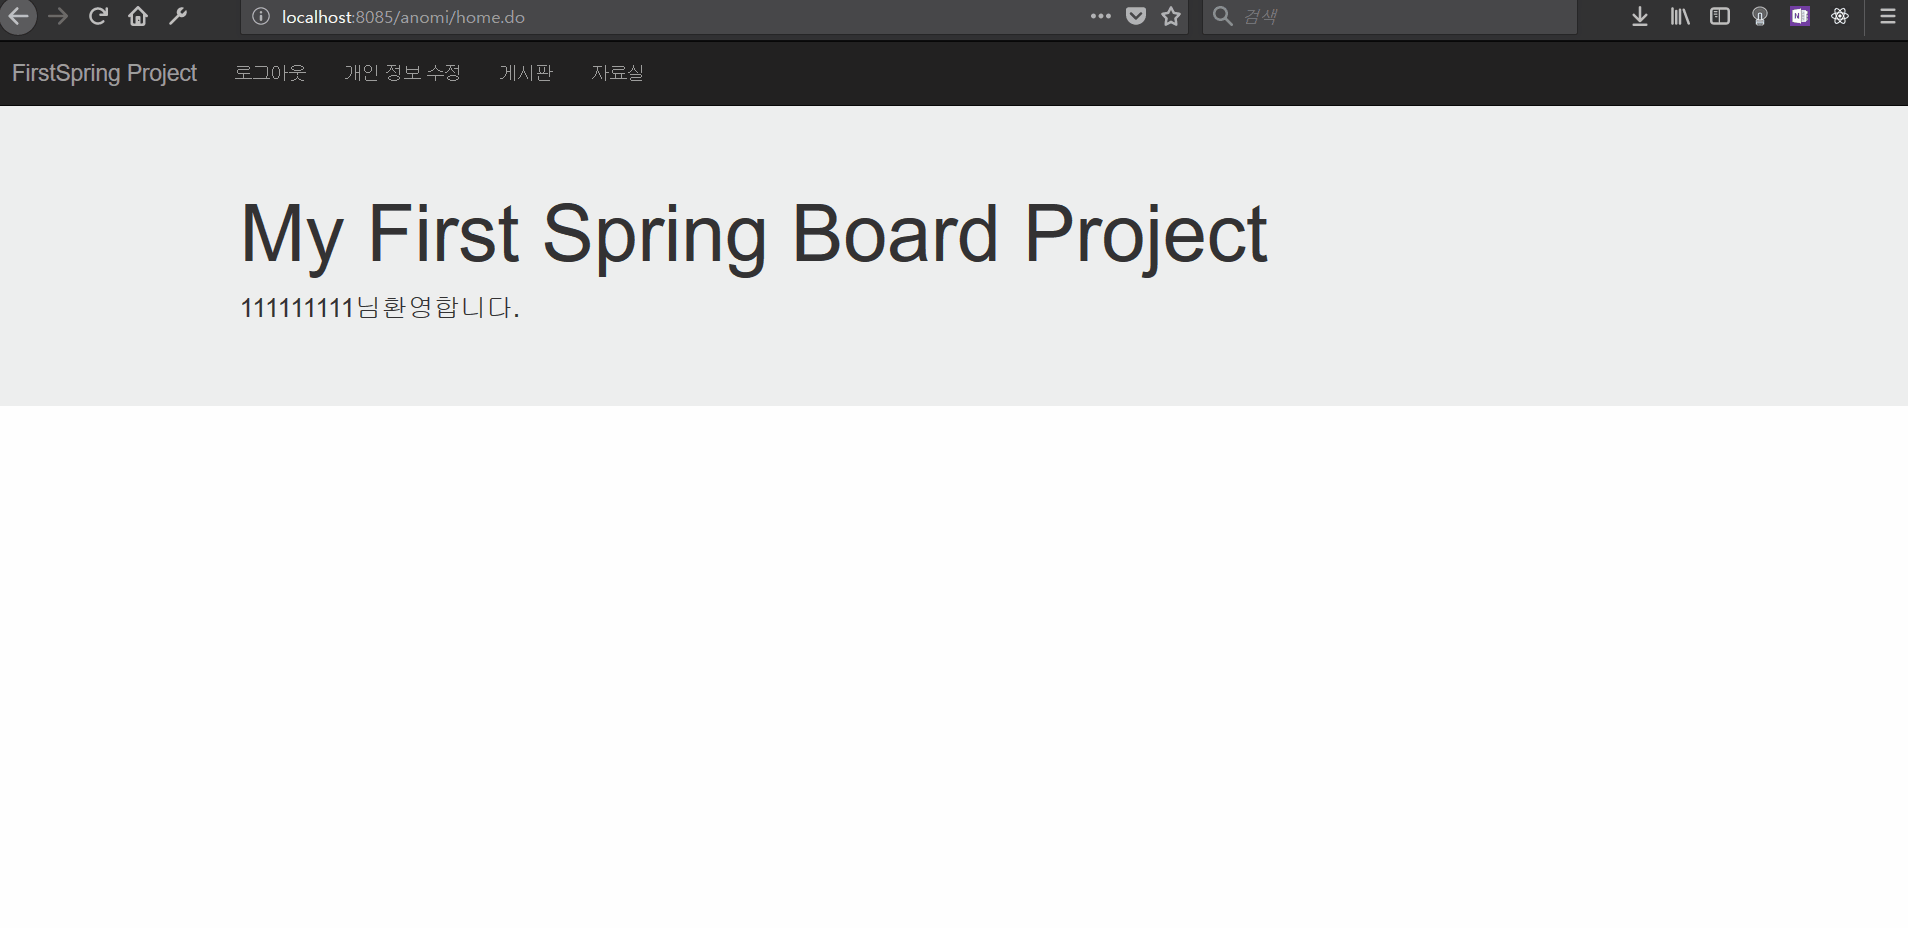 localhost:8085/anomi/home.do 검색
FirstSpring Project 로그아웃 개인 정보 수정 게시판 자료실
My First Spring Board Project
111111111님환영합니다.